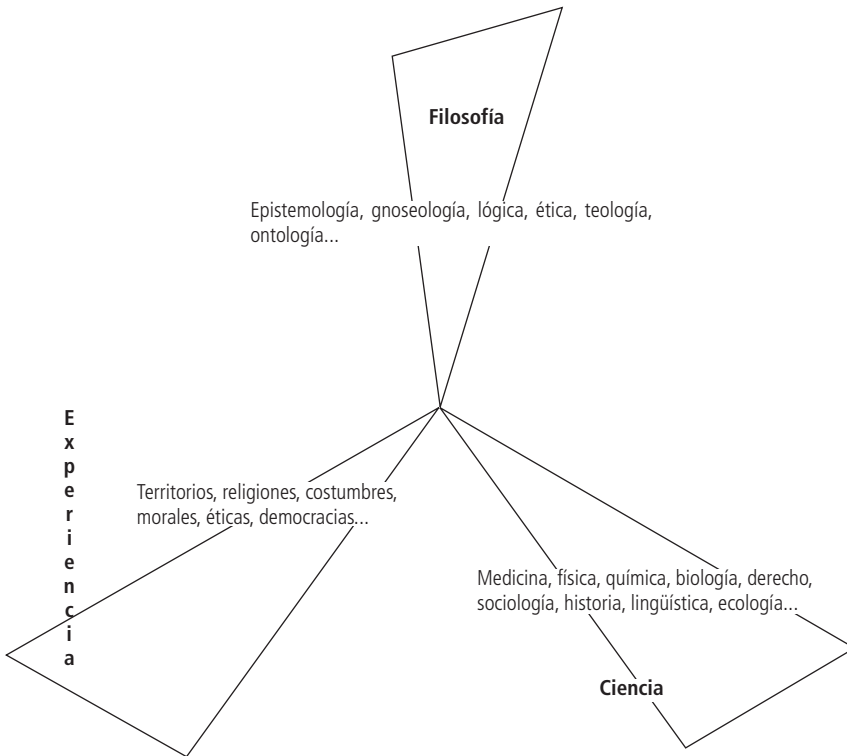 Filosofía
Epistemología, gnoseología, lógica, ética, teología,
ontología...
Experiencia
Territorios, religiones, costumbres,
morales, éticas, democracias...
Medicina, física, química, biología, derecho,
sociología, historia, lingüística, ecología...
Ciencia